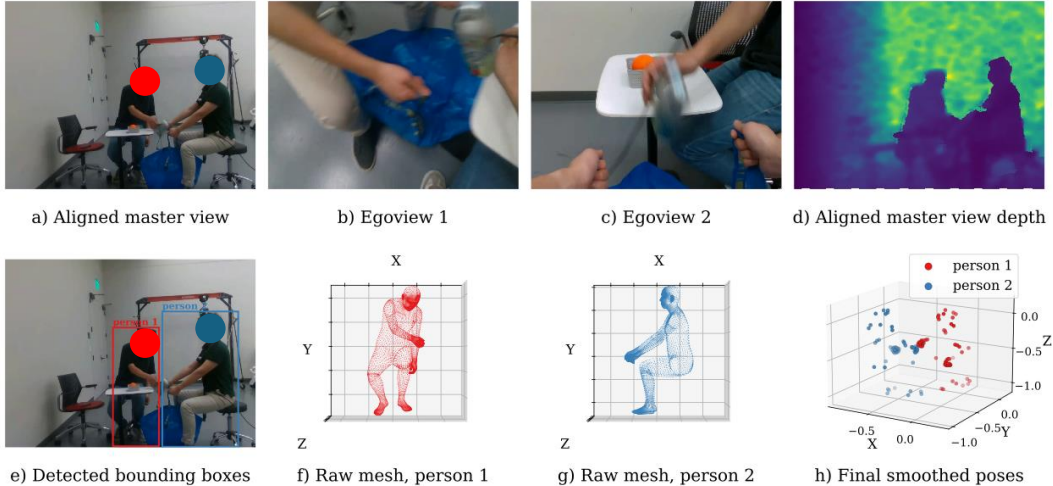 a) Aligned master view
b) Egoview 1
c) Egoview 2
d) Aligned master view depth
person 1
person
e) Detected bounding boxes
X
Y
Z
f) Raw mesh, person 1
X
Y
Z
g) Raw mesh, person 2
person 1
person 2
0.0
−0.5
−1.0
Z
−0.5
0.0
X
−1.0
−0.5
0.0
Y
h) Final smoothed poses